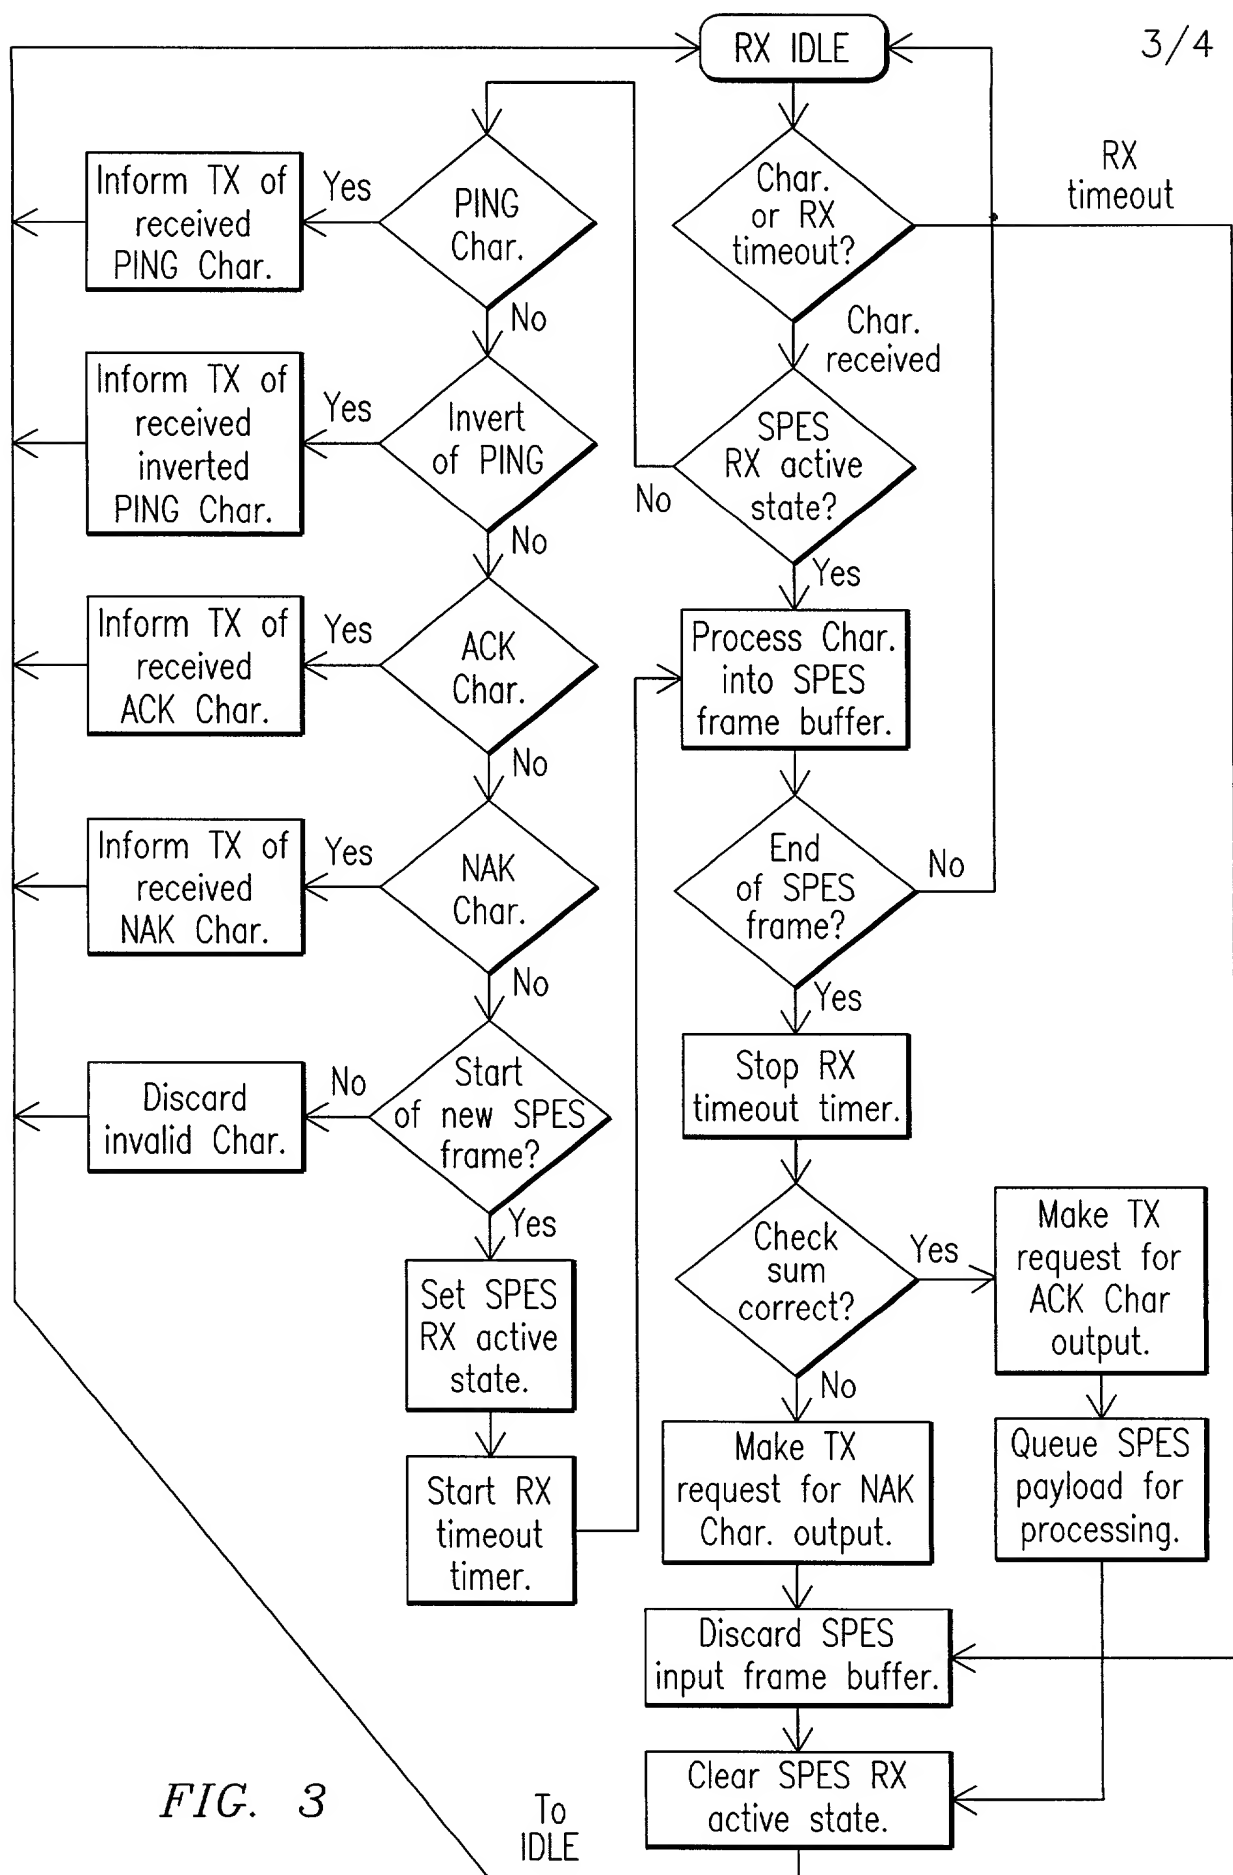 3/4
RX IDLE
Char.
or RX
timeout?
RX
timeout
Char.
received
SPES
RX active
state?
No
Yes
PING
Char.
Yes
Inform TX of
received
PING Char.
No
Invert
of PING
Yes
Inform TX of
received
inverted
PING Char.
No
ACK
Char.
Yes
Inform TX of
received
ACK Char.
No
NAK
Char.
Yes
Inform TX of
received
NAK Char.
No
Start
of new SPES
frame?
No
Discard
invalid Char.
Yes
Set SPES
RX active
state.
Start RX
timeout
timer.
Process Char.
into SPES
frame buffer.
End
of SPES
frame?
No
Yes
Stop RX
timeout timer.
Check
sum
correct?
Yes
Make TX
request for
ACK Char
output.
Queue SPES
payload for
processing.
No
Make TX
request for NAK
Char. output.
Discard SPES
input frame buffer.
Clear SPES RX
active state.
To
IDLE
FIG. 3